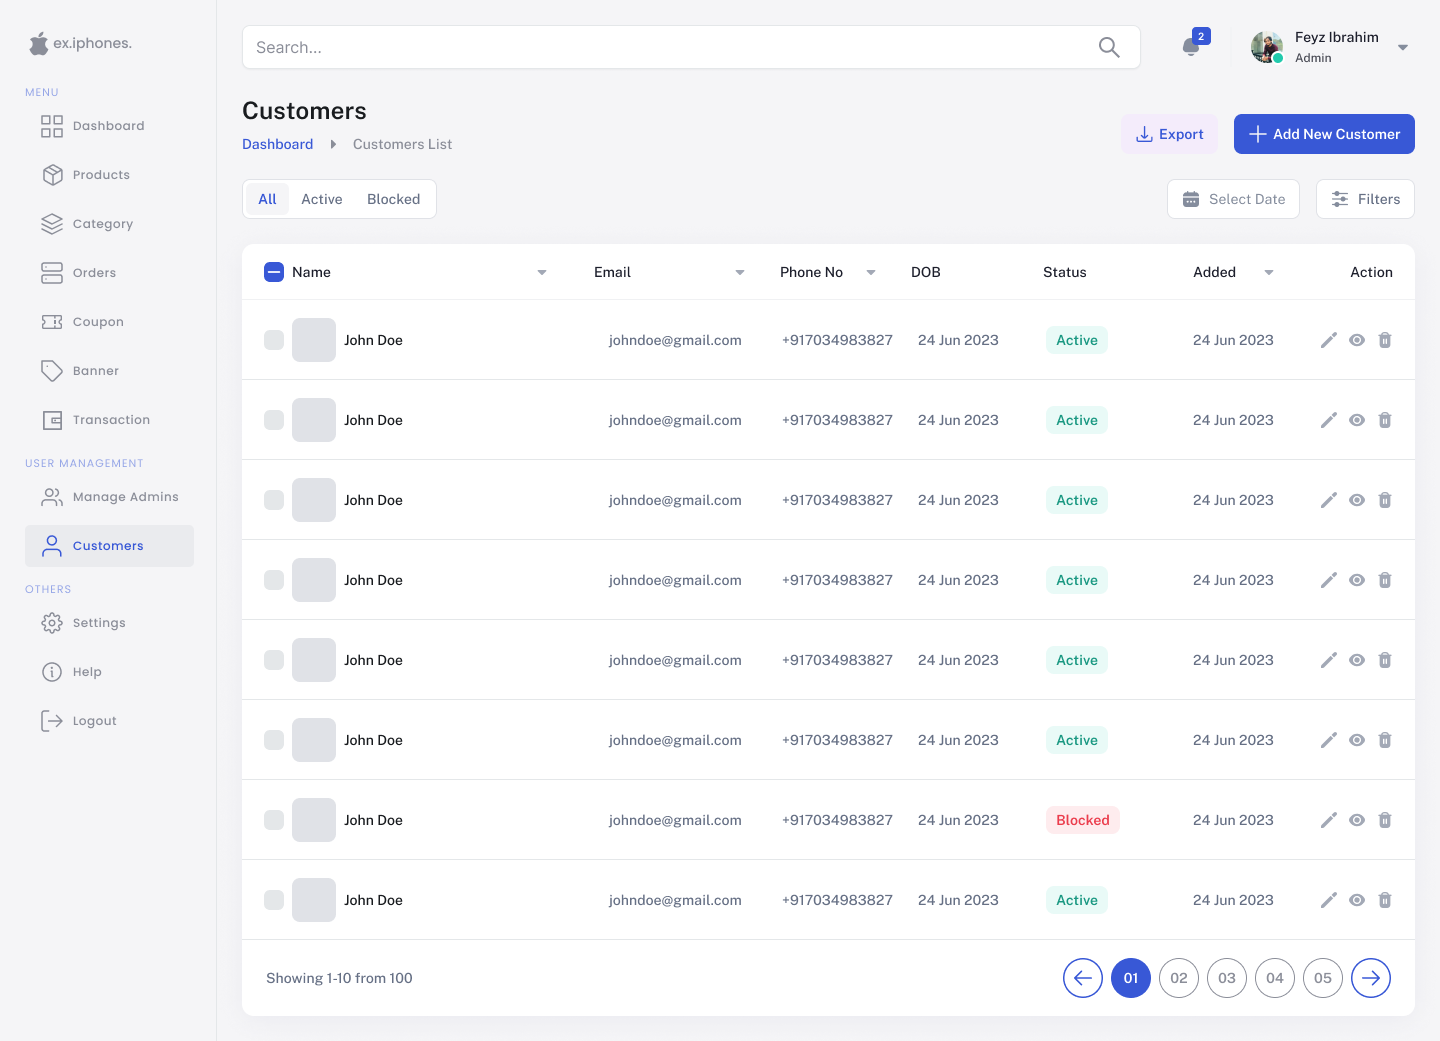 ex.iphones.
MENU
Dashboard
Products
Category
Orders
Coupon
Banner
Transaction
USER MANAGEMENT
Manage Admins
Customers
OTHERS
Settings
Help
Logout
Search...
2
Feyz Ibrahim
Admin
Customers
Dashboard Customers List
Export
Add New Customer
All Active Blocked
Select Date
Filters
Name Email Phone No DOB Status Added Action
John Doe johndoe@gmail.com +917034983827 24 Jun 2023 Active 24 Jun 2023
John Doe johndoe@gmail.com +917034983827 24 Jun 2023 Active 24 Jun 2023
John Doe johndoe@gmail.com +917034983827 24 Jun 2023 Active 24 Jun 2023
John Doe johndoe@gmail.com +917034983827 24 Jun 2023 Active 24 Jun 2023
John Doe johndoe@gmail.com +917034983827 24 Jun 2023 Active 24 Jun 2023
John Doe johndoe@gmail.com +917034983827 24 Jun 2023 Active 24 Jun 2023
John Doe johndoe@gmail.com +917034983827 24 Jun 2023 Blocked 24 Jun 2023
John Doe johndoe@gmail.com +917034983827 24 Jun 2023 Active 24 Jun 2023
Showing 1-10 from 100
01 02 03 04 05